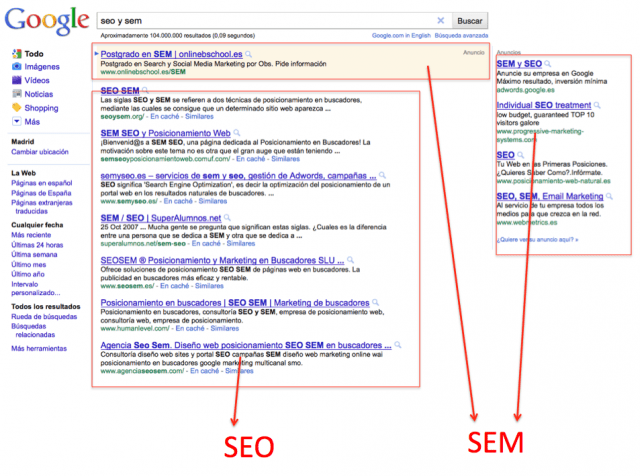 Google
seo y sem
Buscar
Aproximadamente 104.000.000 resultados (0,09 segundos)
Google.com in English Búsqueda avanzada
Todo
Imágenes
Vídeos
Noticias
Shopping
Más
Madrid
Cambiar ubicación
La Web
Páginas en español
Páginas de España
Páginas extranjeras
traducidas
Cualquier fecha
Más reciente
Últimas 24 horas
Última semana
Último mes
Último año
Intervalo
personalizado...
Todos los resultados
Rueda de búsquedas
Búsquedas
relacionadas
Más herramientas
Postgrado en SEM | onlinebschool.es
Anuncio
Postgrado en Search y Social Media Marketing por Obs. Pide información
www.onlinebschool.es/SEM
SEO SEM
Las siglas SEO y SEM se refieren a dos técnicas de posicionamiento en buscadores,
mediante las cuales se consigue que un determinado sitio web aparezca ...
seoysem.org/ - En caché - Similares
SEM SEO y Posicionamiento Web
¡Bienvenid@s a SEM SEO, una página dedicada al Posicionamiento en Buscadores! La
motivación sobre este tema no es otra que el gran auge que están teniendo ...
semseoyposicionamientoweb.comuf.com/ - En caché
semyseo.es – servicios de sem y seo, gestión de Adwords, campañas ...
SEO significa 'Search Engine Optimization', es decir la optimización del posicionamiento de un
portal web en los resultados naturales de buscadores. ...
www.semyseo.es/ - En caché - Similares
SEM / SEO | SuperAlumnos.net
25 Oct 2007 ... Mucha gente se pregunta que significan estas siglas. ¿Cuales es la diferencia
entre una persona que se dedica a SEM y otra que se dedica a ...
superalumnos.net/sem-seo - En caché - Similares
SEOSEM ® Posicionamiento y Marketing en Buscadores SLU ...
Ofrece soluciones de posicionamiento SEO SEM de páginas web en buscadores. La
publicidad en buscadores más eficaz y rentable.
www.seosem.es/ - En caché - Similares
Posicionamiento en buscadores | SEO SEM | Marketing de buscadores
Posicionamiento en buscadores, consultoría SEO y SEM, empresa de posicionamiento web,
consultoría web, empresa de posicionamiento.
www.humanlevel.com/ - En caché - Similares
Agencia Seo Sem. Diseño web posicionamiento SEO SEM en buscadores ...
Consultoría diseño web sites y portal SEO campañas SEM diseño web marketing online wai
posicionamiento en buscadores google marketing multicanal smo.
www.agenciaseosem.com/ - En caché - Similares
Anuncios
SEM y SEO
Anuncie su empresa en Google
Máximo resultado, inversión mínima
adwords.google.es
Individual SEO treatment
low budget, guaranteed TOP 10
visitors galore
www.progressive-marketing-
systems.com
SEO
Tu Web en las Primeras Posiciones.
¿Quieres Saber Como?.Infórmate.
www.posicionamiento-web-natural.es
SEO, SEM, Email Marketing
Al servicio de tu empresa todos los
medios para que crezca en la red.
www.webmetrics.es
¿Quiere ver su anuncio aquí? »
SEO
SEM